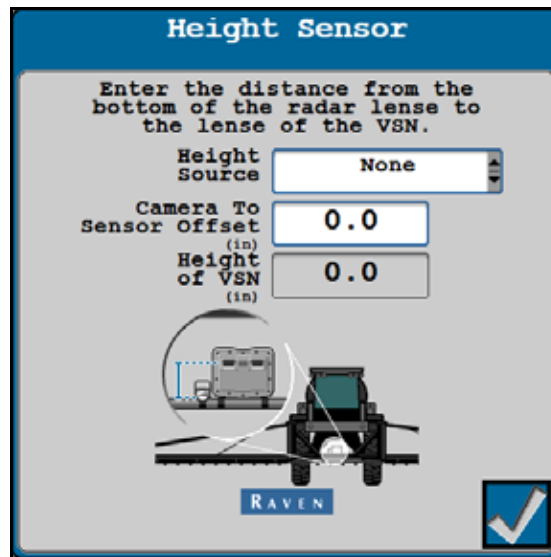 Height Sensor
Enter the distance from the
bottom of the radar lense to
the lense of the VSN.
Height
Source
None
Camera To
Sensor Offset
(in)
0.0
Height
of VSN
(in)
0.0
RAVEN